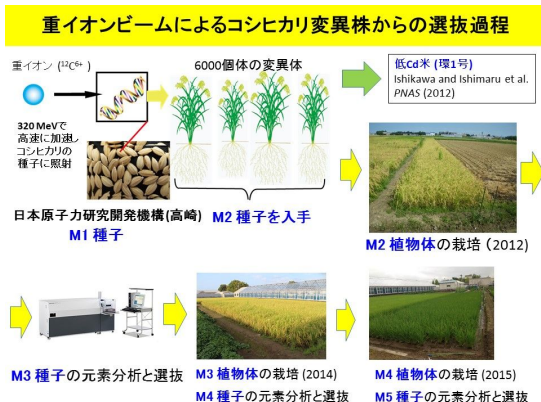 重イオンビームによるコシヒカリ変異株からの選抜過程
重イオン (¹²C⁶⁺ )
6000個体の変異体
低Cd米 (環1号)
Ishikawa and Ishimaru et al.
PNAS (2012)
320 MeVで
高速に加速し
コシヒカリの
種子に照射
日本原子力研究開発機構(高崎)
M1 種子
M2 種子を入手
M2 植物体の栽培 (2012)
M3 種子の元素分析と選抜
M3 植物体の栽培 (2014)
M4 種子の元素分析と選抜
M4 植物体の栽培 (2015)
M5 種子の元素分析と選抜